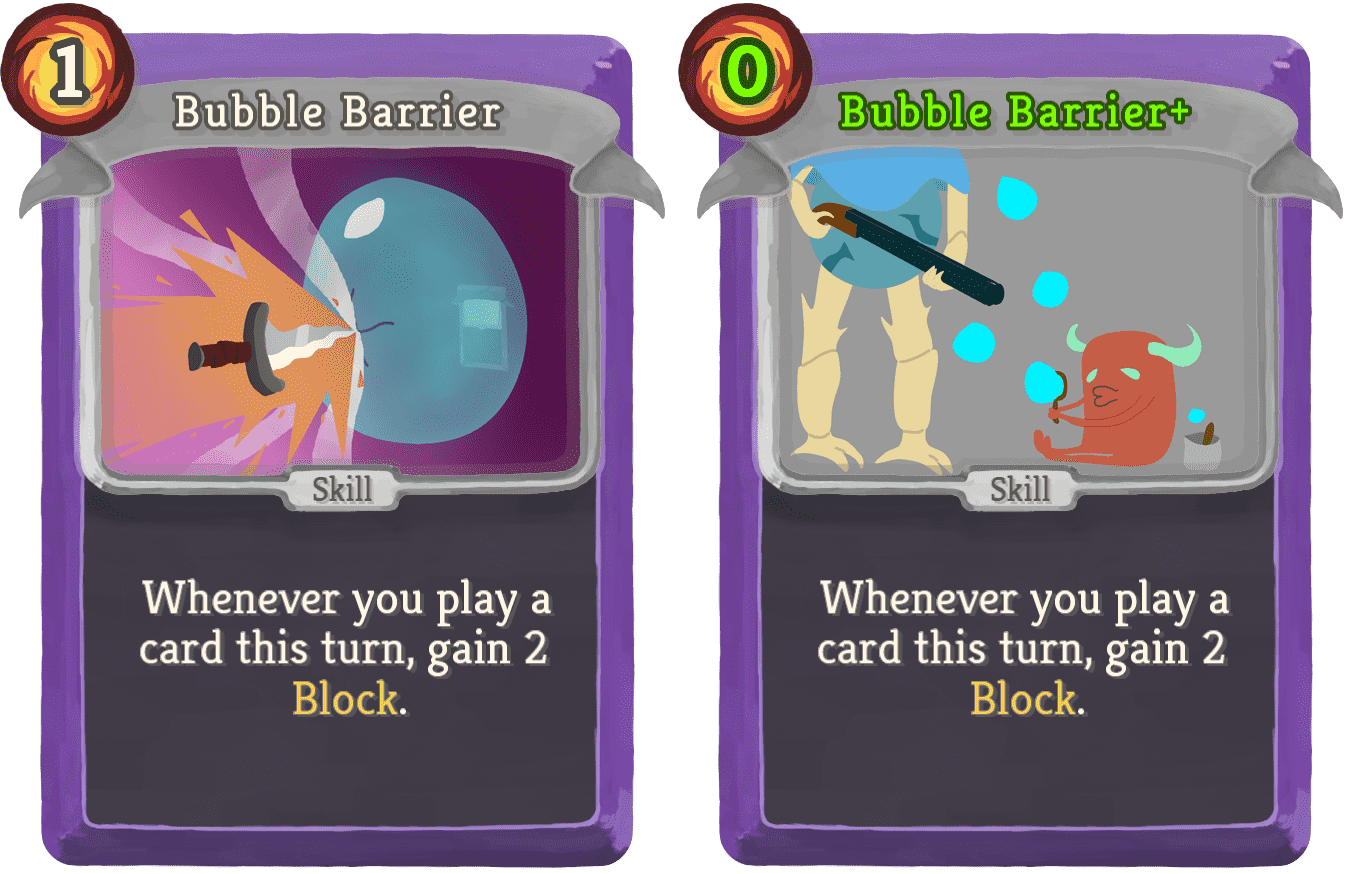 1
Bubble Barrier
Skill
Whenever you play a
card this turn, gain 2
Block.
0
Bubble Barrier+
Skill
Whenever you play a
card this turn, gain 2
Block.